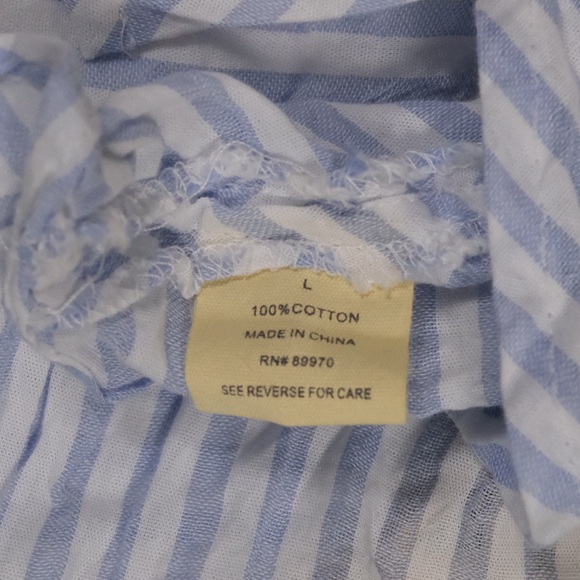 L
100%COTTON
MADE IN CHINA
RN# 89970
SEE REVERSE FOR CARE